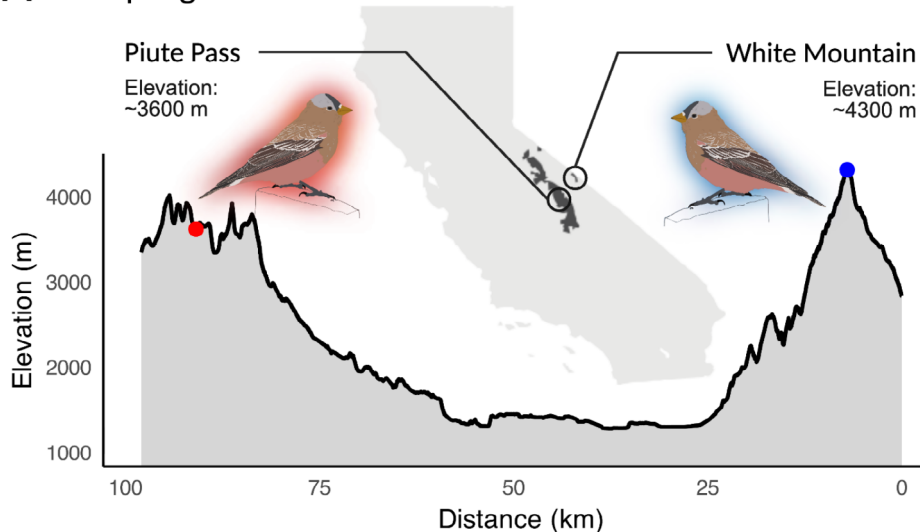 Piute Pass
Elevation:
~3600 m
White Mountain
Elevation:
~4300 m
Elevation (m)
4000
3000
2000
1000
100 75 50 25 0
Distance (km)